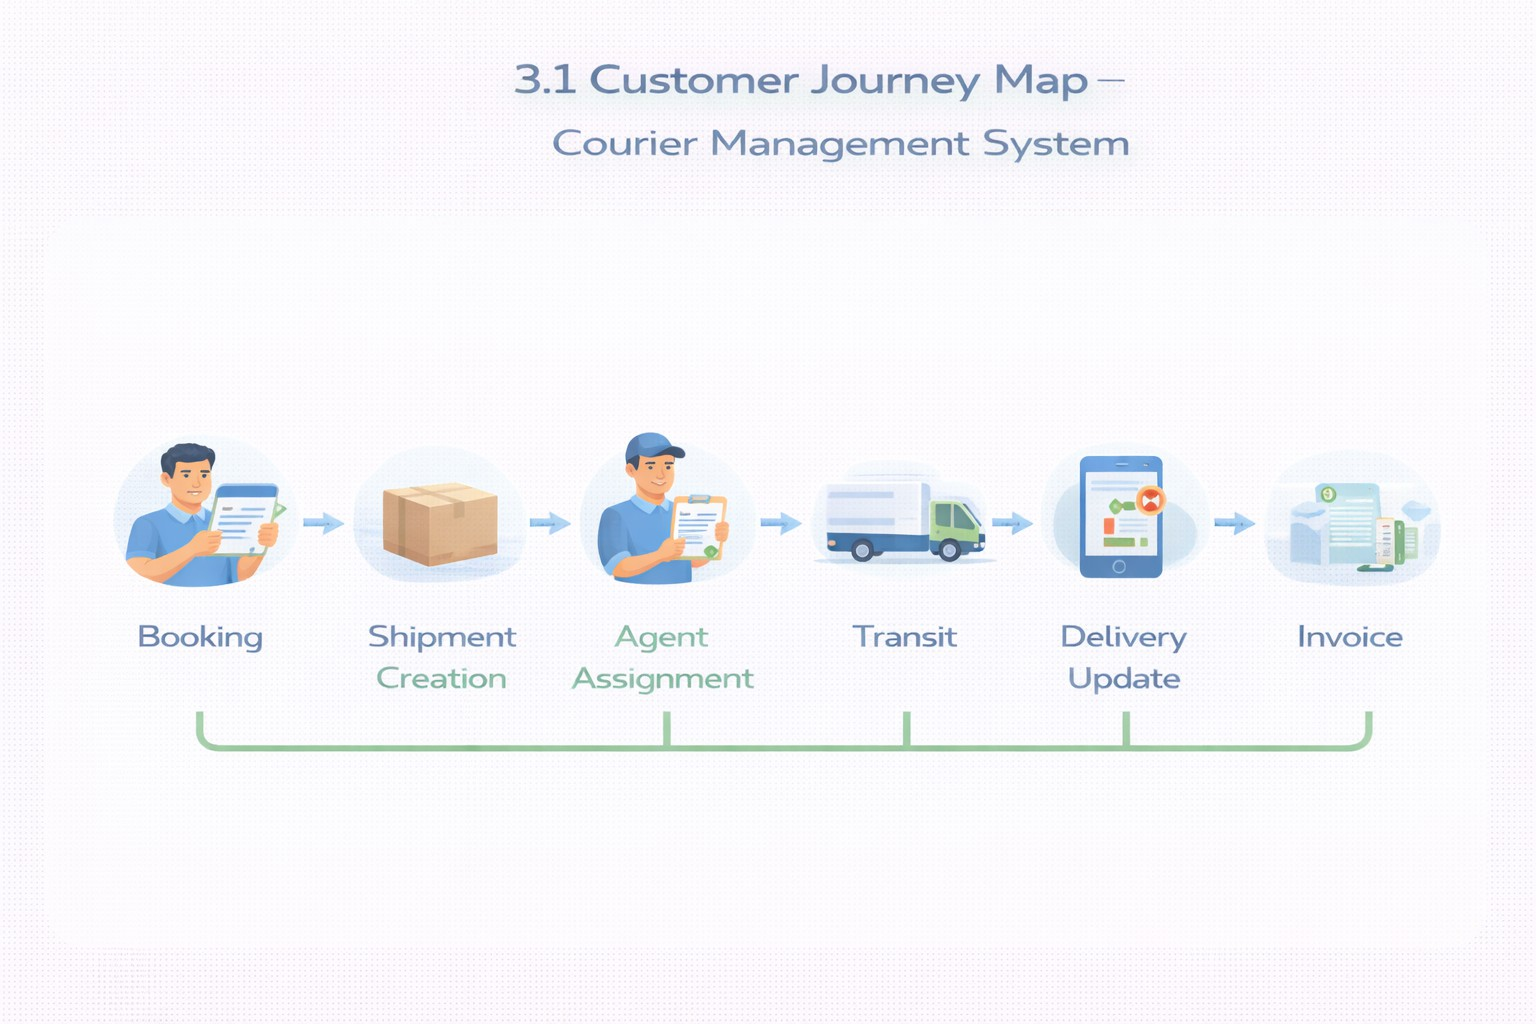 3.1 Customer Journey Map –
Courier Management System
Booking
Shipment
Creation
Agent
Assignment
Transit
Delivery
Update
Invoice